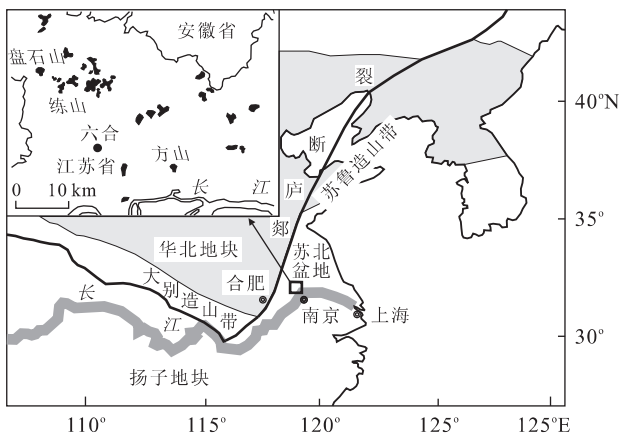 安徽省
盘石山
练山
六合
江苏省
方山
0 10 km
长 江
裂
断
庐
郯
苏鲁造山带
华北地块
苏北
盆地
合肥
大别造山带
南京
上海
长
江
扬子地块
40°N
35°
30°
110°
115°
120°
125°
125°E